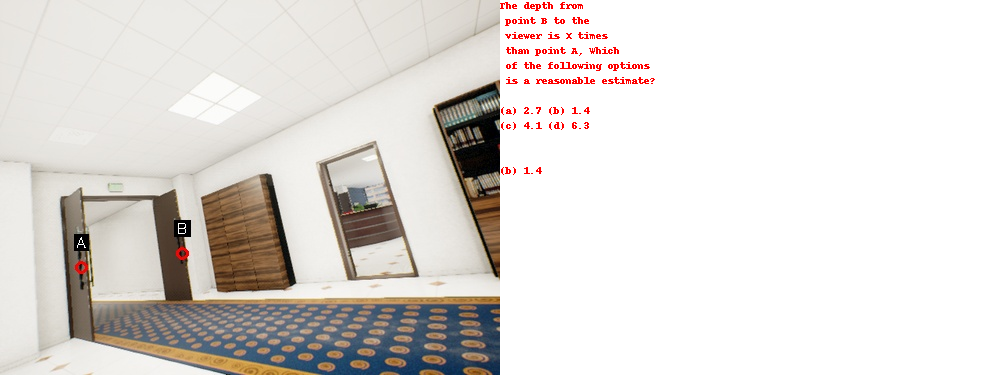 The depth from
point B to the
viewer is X times
than point A, Which
of the following options
is a reasonable estimate?
(a) 2.7 (b) 1.4
(c) 4.1 (d) 6.3
(b) 1.4
A
B